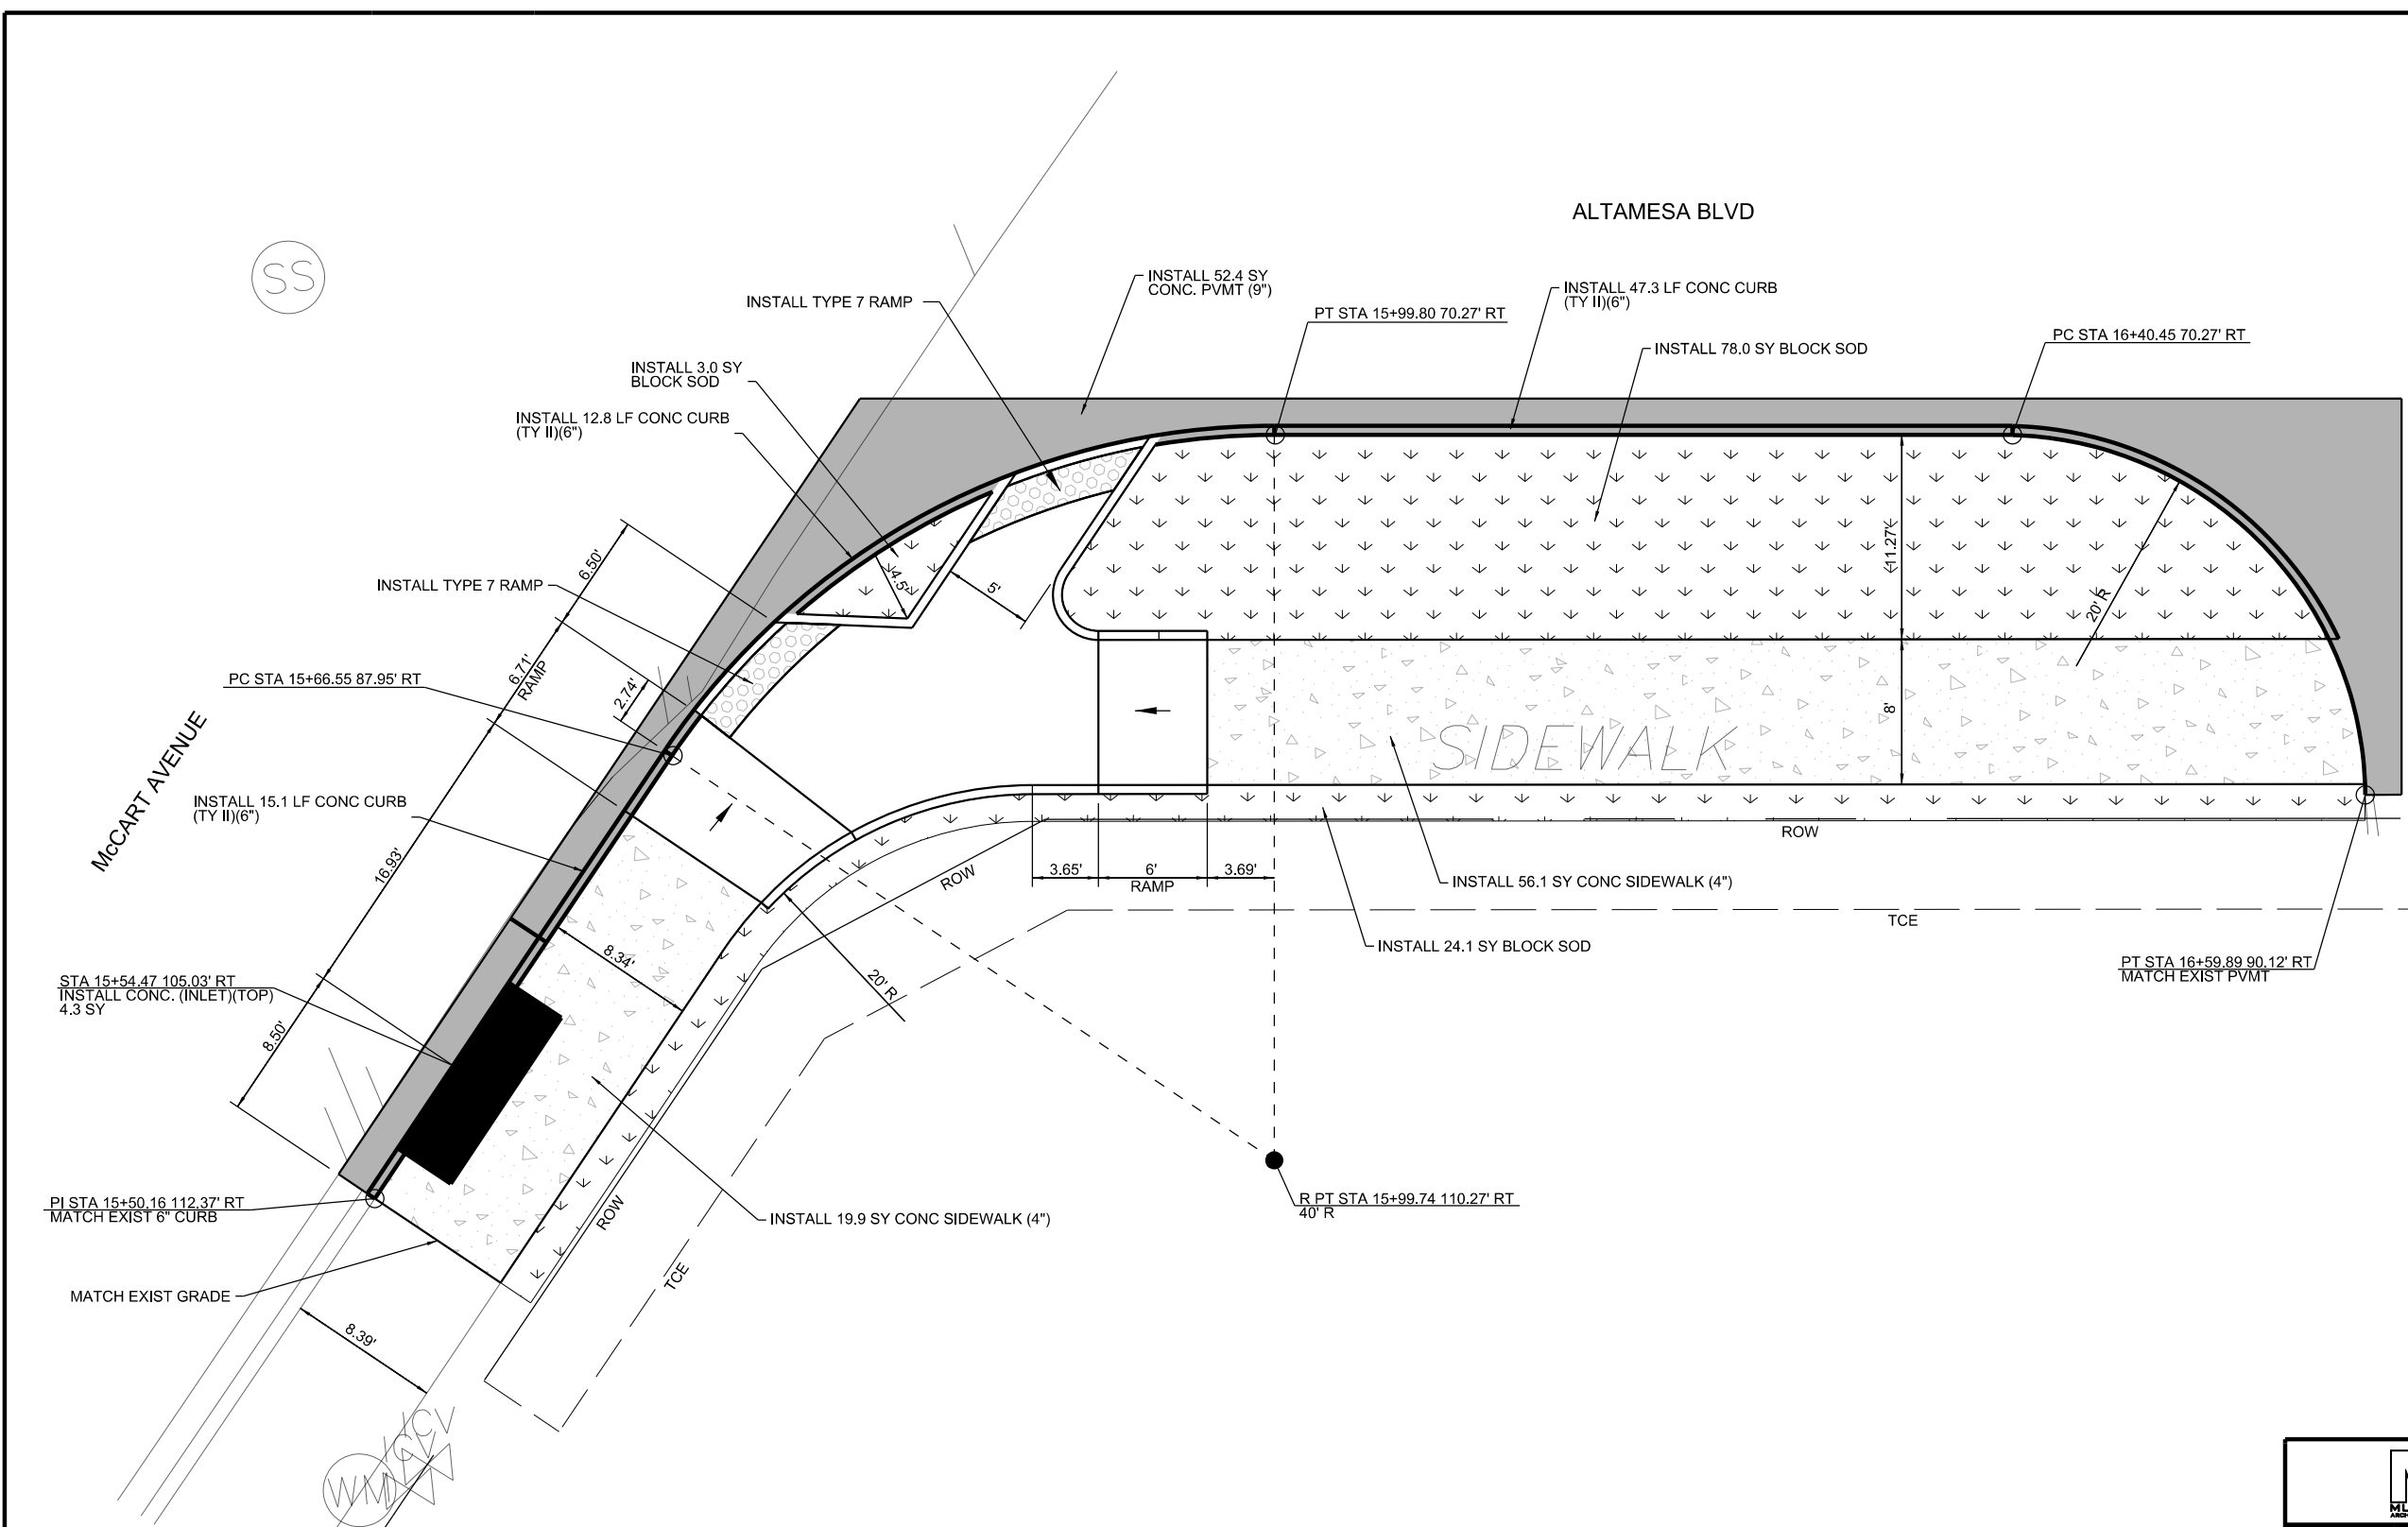 ALTAMESA BLVD
SS
INSTALL 52.4 SY
CONC. PVMT (9")
INSTALL TYPE 7 RAMP
INSTALL 47.3 LF CONC CURB
(TY II)(6")
PT STA 15+99.80 70.27' RT
PC STA 16+40.45 70.27' RT
INSTALL 78.0 SY BLOCK SOD
INSTALL 3.0 SY
BLOCK SOD
INSTALL 12.8 LF CONC CURB
(TY II)(6")
6.50'
INSTALL TYPE 7 RAMP
4.5'
5'
11.27'
20' R
6.71'
RAMP
2.74'
PC STA 15+66.55 87.95' RT
8'
SIDEWALK
McCART AVENUE
INSTALL 15.1 LF CONC CURB
(TY II)(6")
16.93'
ROW
3.65'
6'
RAMP
3.69'
ROW
INSTALL 56.1 SY CONC SIDEWALK (4")
TCE
INSTALL 24.1 SY BLOCK SOD
8.34'
20' R
PT STA 16+59.89 90.12' RT
MATCH EXIST PVMT
STA 15+54.47 105.03' RT
INSTALL CONC. (INLET)(TOP)
4.3 SY
8.50'
PI STA 15+50.16 112.37' RT
MATCH EXIST 6" CURB
R PT STA 15+99.74 110.27' RT
40' R
INSTALL 19.9 SY CONC SIDEWALK (4")
ROW
TCE
MATCH EXIST GRADE
8.39'
ICV
ICV
WM